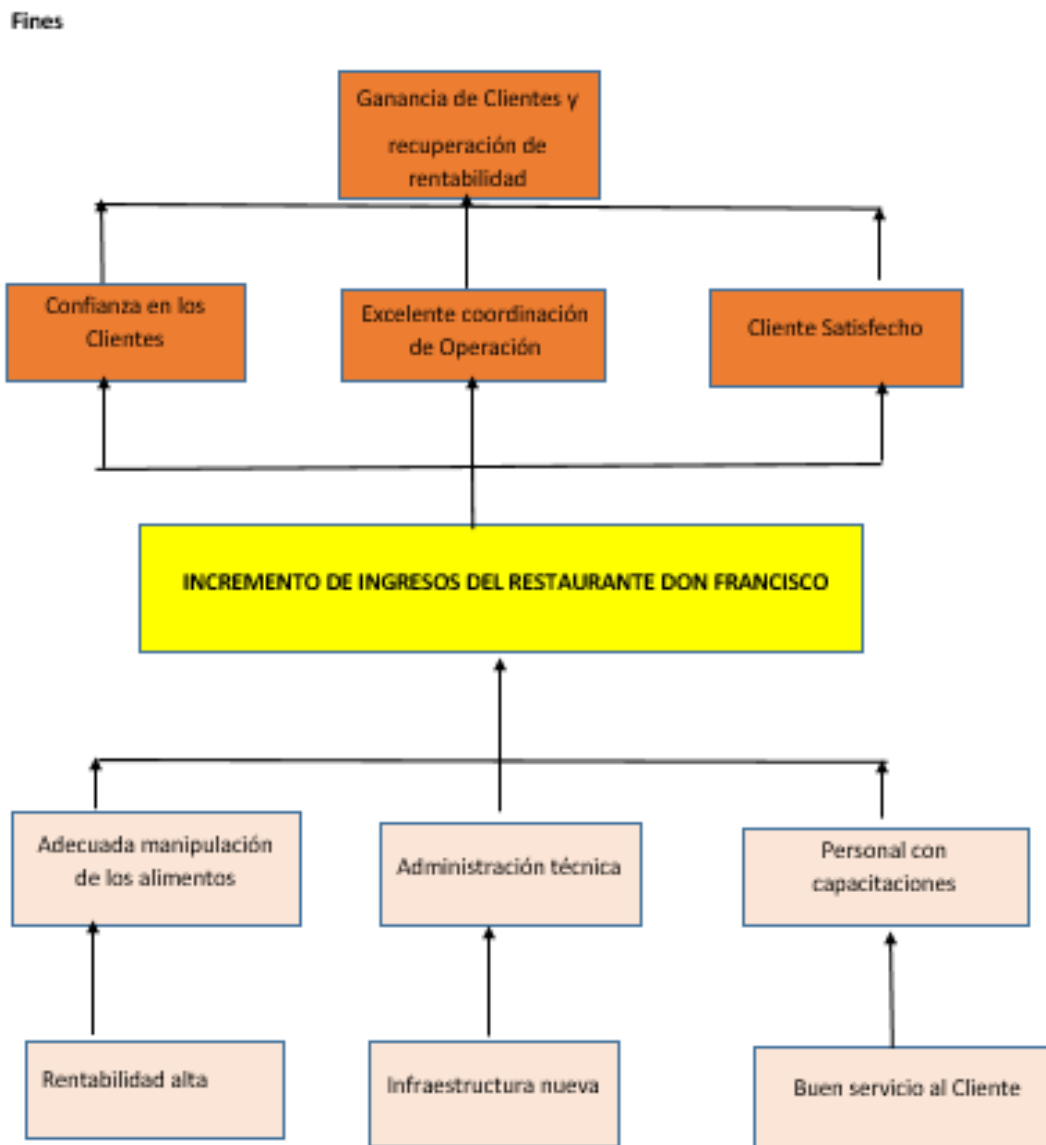 Fines
Ganancia de Clientes y
recuperación de
rentabilidad
Confianza en los
Clientes
Excelente coordinación
de Operación
Cliente Satisfecho
INCREMENTO DE INGRESOS DEL RESTAURANTE DON FRANCISCO
Adecuada manipulación
de los alimentos
Administración técnica
Personal con
capacitaciones
Rentabilidad alta
Infraestructura nueva
Buen servicio al Cliente